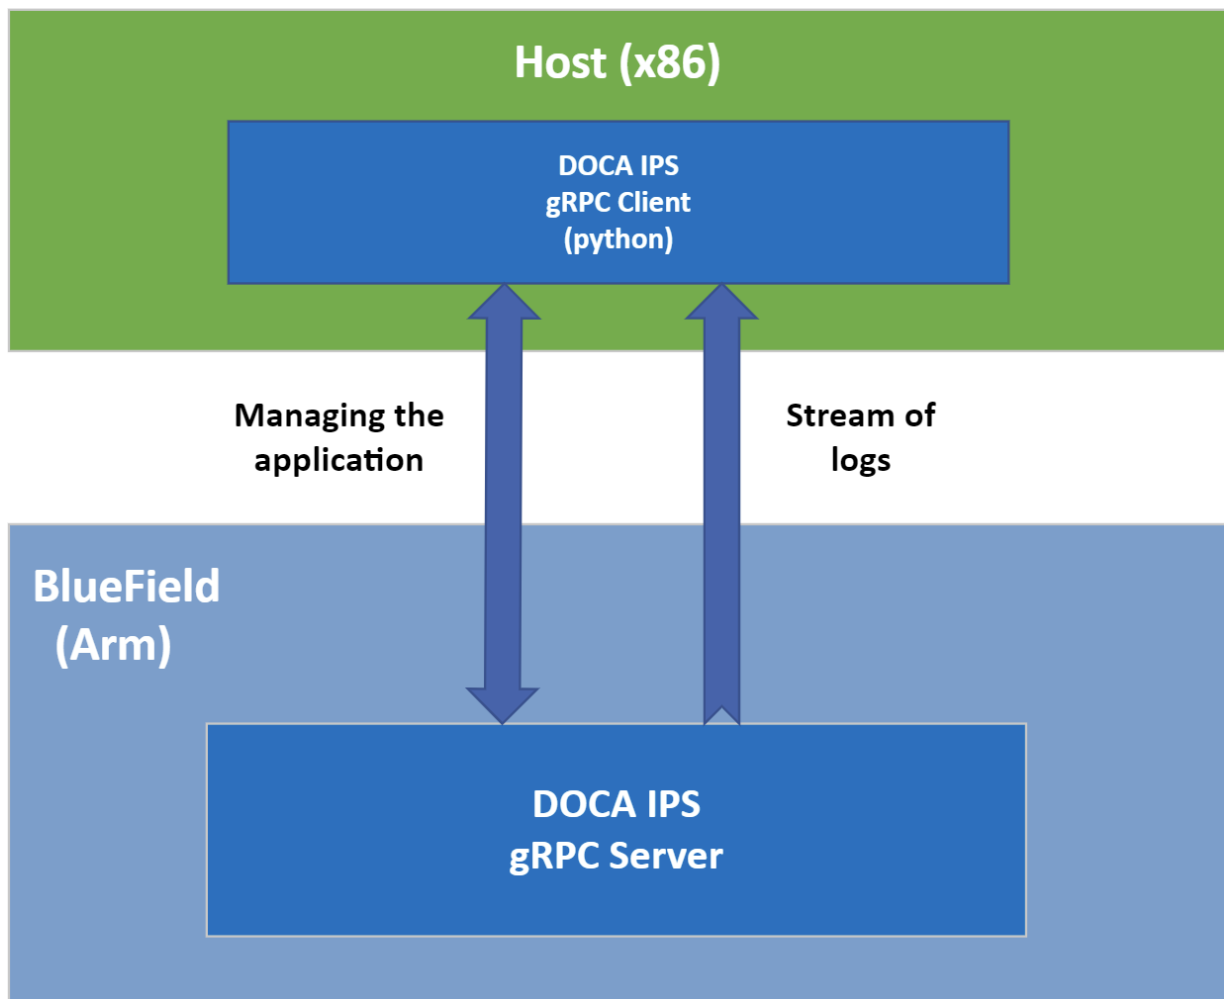 Host (x86)
DOCA IPS
gRPC Client
(python)
Managing the
application
Stream of
logs
BlueField
(Arm)
DOCA IPS
gRPC Server